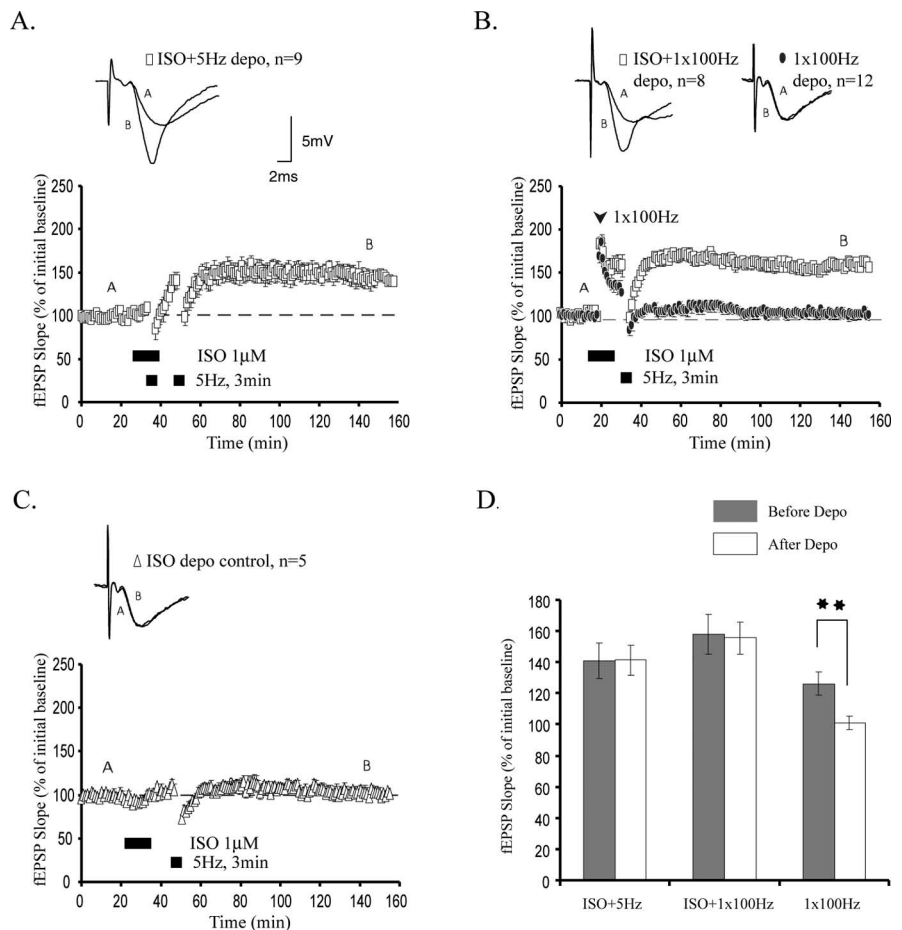 A.
ISO+5Hz depo, n=9
A
B
5mV
2ms
fEPSP Slope (% of initial baseline)
250
200
150
100
50
0
A
B
ISO 1µM
5Hz, 3min
0 20 40 60 80 100 120 140 160
Time (min)
B.
ISO+1x100Hz
depo, n=8
1x100Hz
depo, n=12
A
B
A
B
fEPSP Slope (% of initial baseline)
250
200
150
100
50
0
1x100Hz
A
B
ISO 1µM
5Hz, 3min
0 20 40 60 80 100 120 140 160
Time (min)
C.
ISO depo control, n=5
B
A
fEPSP Slope (% of initial baseline)
250
200
150
100
50
0
A
B
ISO 1µM
5Hz, 3min
0 20 40 60 80 100 120 140 160
Time (min)
D.
Before Depo
After Depo
fEPSP Slope (% of initial baseline)
180
160
140
120
100
80
60
40
20
0
ISO+5Hz ISO+1x100Hz 1x100Hz